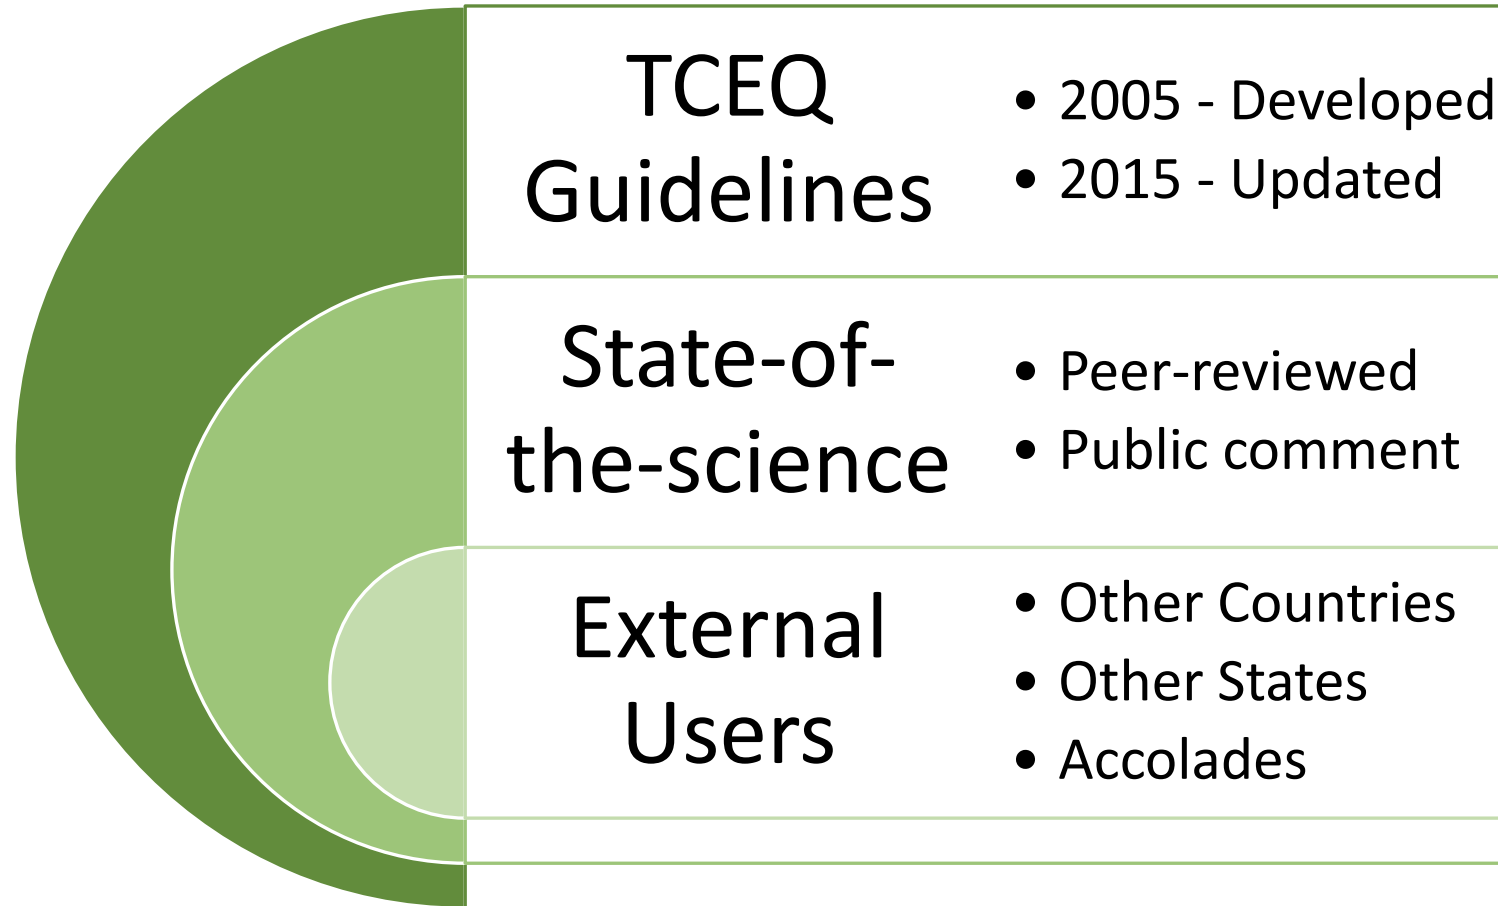 TCEQ
Guidelines
• 2005 - Developed
• 2015 - Updated
State-of-
the-science
• Peer-reviewed
• Public comment
External
Users
• Other Countries
• Other States
• Accolades